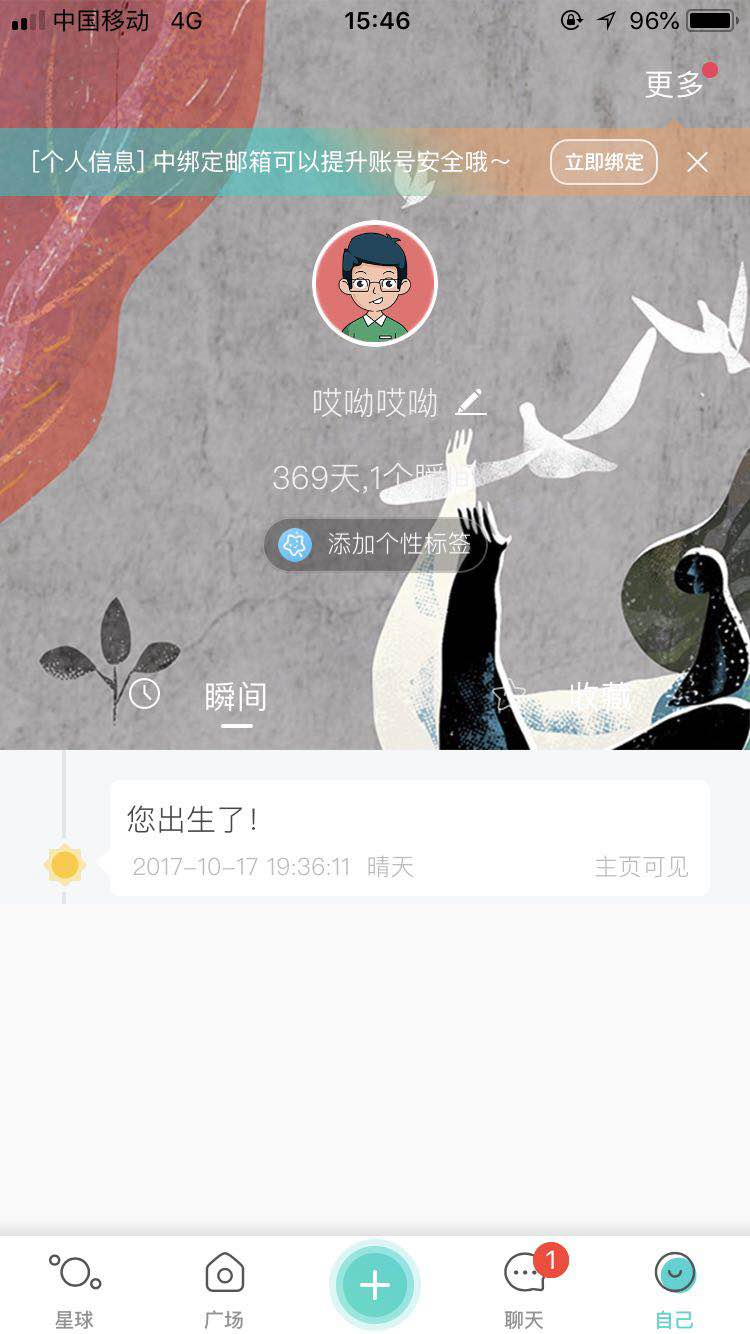 中国移动 4G 15:46 96%
更多
[个人信息] 中绑定邮箱可以提升账号安全哦～ 立即绑定
哎呦哎呦
369天,1个瞬间
添加个性标签
瞬间 收藏
您出生了!
2017-10-17 19:36:11 晴天 主页可见
1
星球 广场 聊天 自己